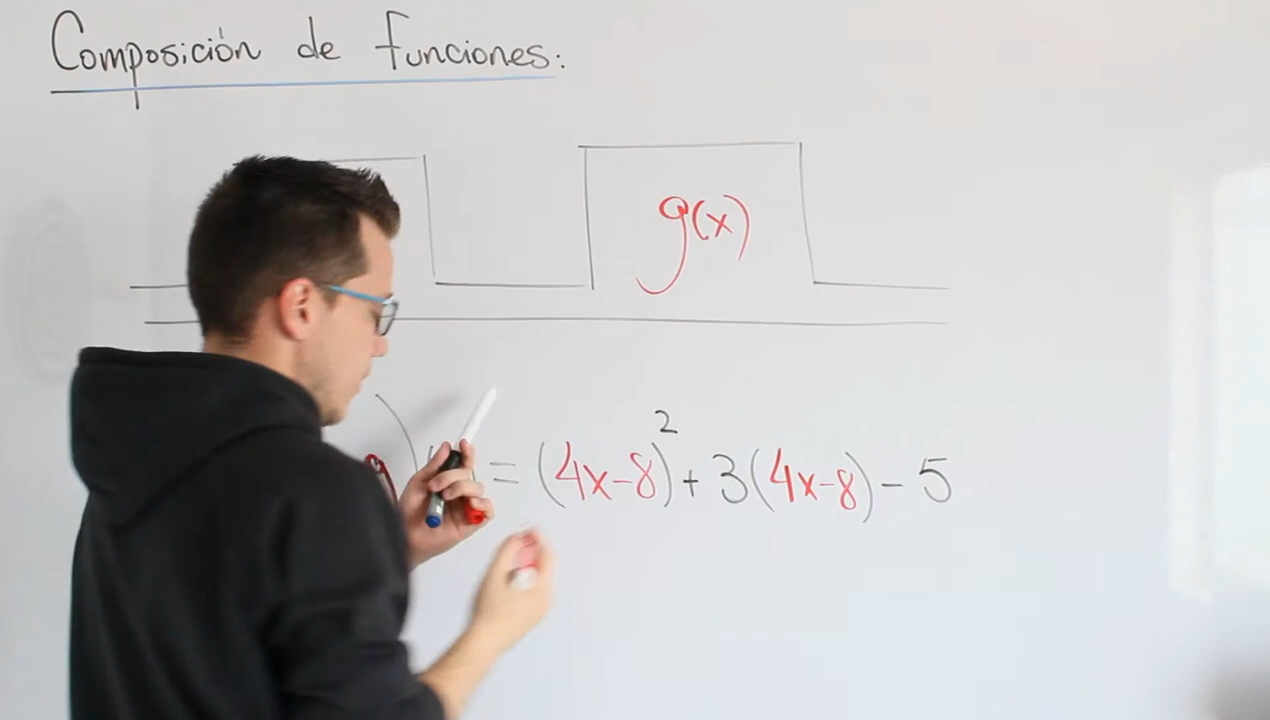 Composición de funciones:
g(x)
g) = (4x-8)² + 3(4x-8) - 5